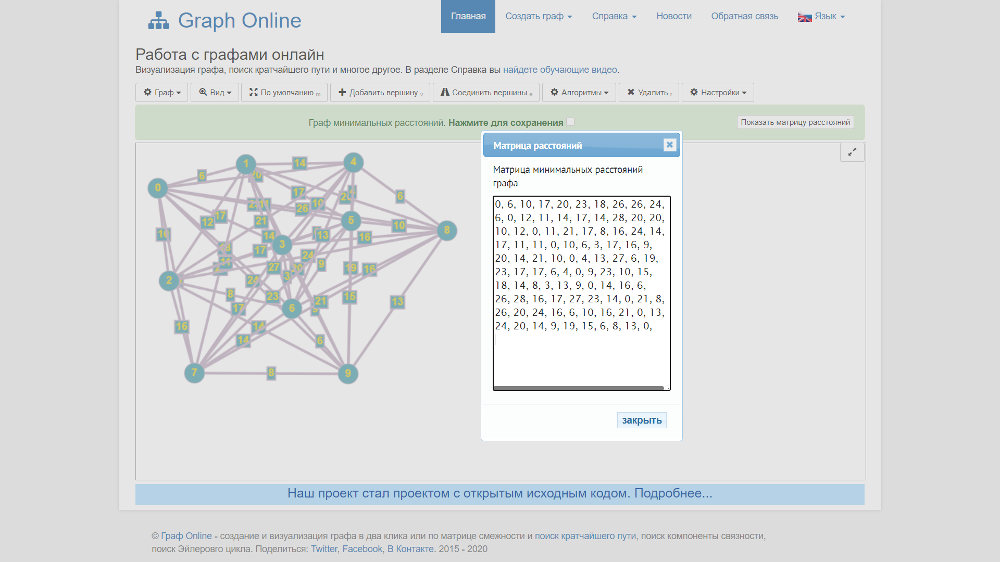 Graph Online
Главная
Создать граф
Справка
Новости
Обратная связь
Язык
Работа с графами онлайн
Визуализация графа, поиск кратчайшего пути и многое другое. В разделе Справка вы найдете обучающие видео.
Граф
Вид
По умолчанию m
Добавить вершину v
Соединить вершины e
Алгоритмы
Удалить r
Настройки
Граф минимальных расстояний. Нажмите для сохранения
Показать матрицу расстояний
Матрица расстояний
Матрица минимальных расстояний
графа
0, 6, 10, 17, 20, 23, 18, 26, 26, 24,
6, 0, 12, 11, 14, 17, 14, 28, 20, 20,
10, 12, 0, 11, 21, 17, 8, 16, 24, 14,
17, 11, 11, 0, 10, 6, 3, 17, 16, 9,
20, 14, 21, 10, 0, 4, 13, 27, 6, 19,
23, 17, 17, 6, 4, 0, 9, 23, 10, 15,
18, 14, 8, 3, 13, 9, 0, 14, 16, 6,
26, 28, 16, 17, 27, 23, 14, 0, 21, 8,
26, 20, 24, 16, 6, 10, 16, 21, 0, 13,
24, 20, 14, 9, 19, 15, 6, 8, 13, 0,
закрыть
1
14
4
6
20
0
17
6
11
26
10
17
12
21
5
10
8
14
13
16
3
17
24
11
27
9
19
16
3
2
24
8
23
15
21
13
17
6
16
14
14
6
7
8
9
Наш проект стал проектом с открытым исходным кодом. Подробнее...
© Граф Online - создание и визуализация графа в два клика или по матрице смежности и поиск кратчайшего пути, поиск компоненты связности,
поиск Эйлерового цикла. Поделиться: Twitter, Facebook, В Контакте. 2015 - 2020